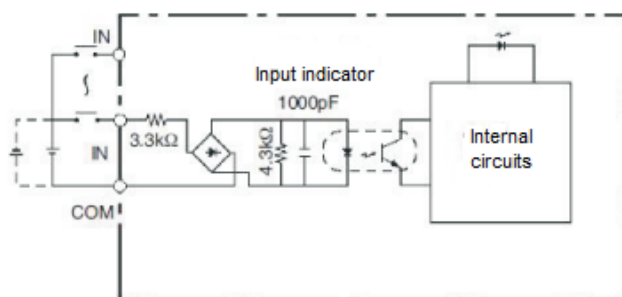 IN
Input indicator
1000pF
3.3kΩ
IN
4.3kΩ
Internal
circuits
COM